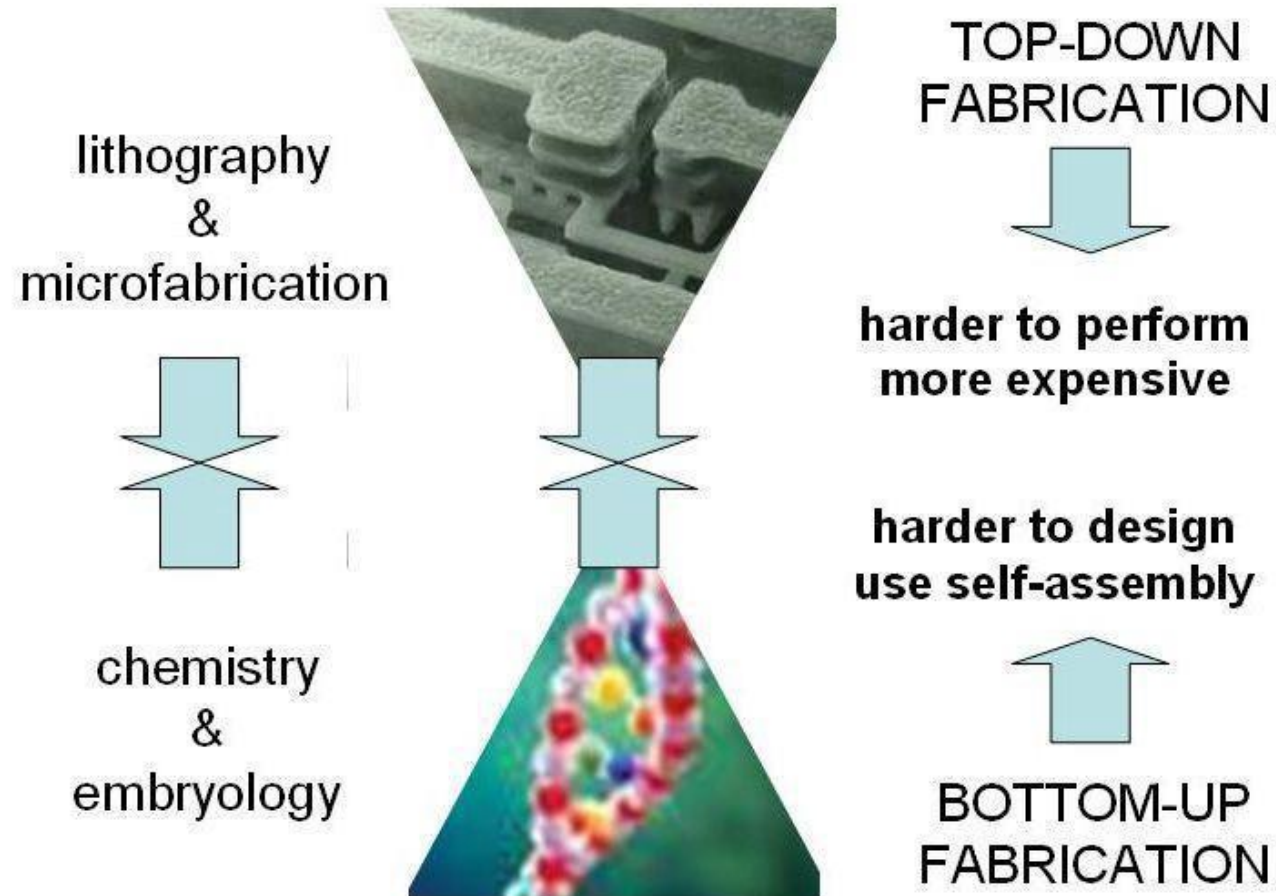 lithography
&
microfabrication
chemistry
&
embryology
TOP-DOWN
FABRICATION
harder to perform
more expensive
harder to design
use self-assembly
BOTTOM-UP
FABRICATION